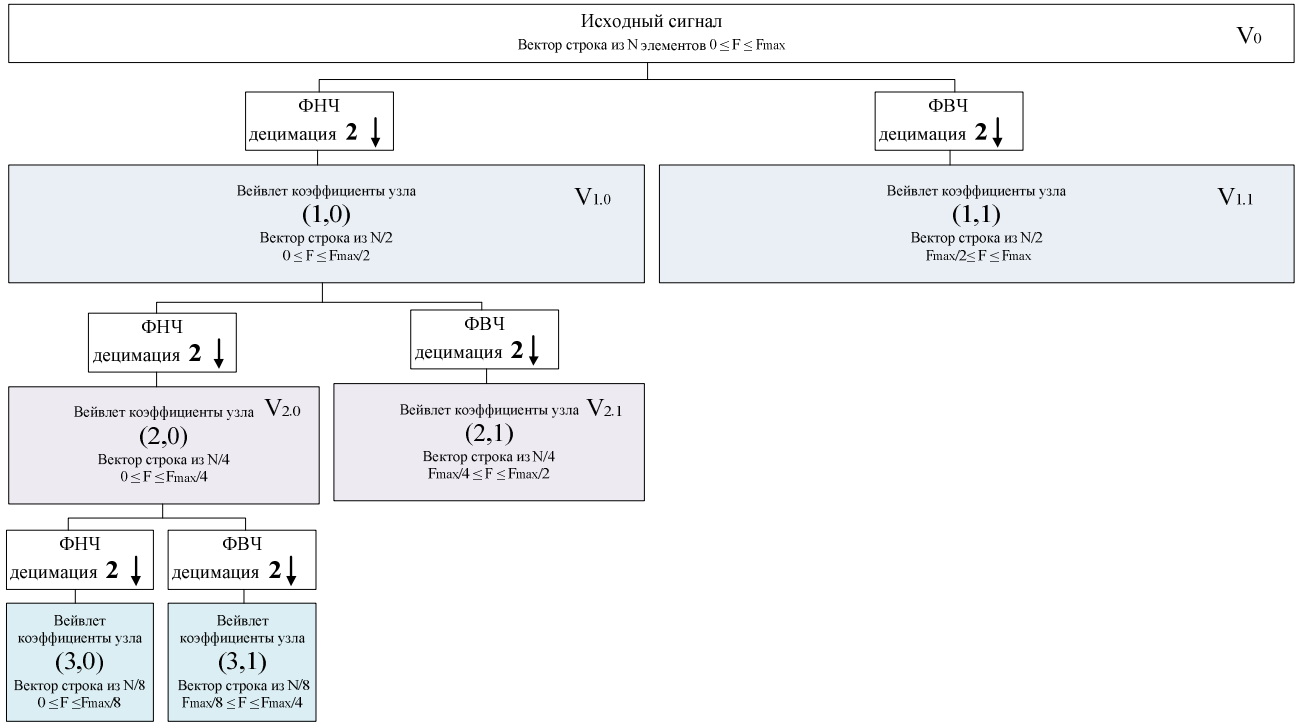 Исходный сигнал
Вектор строка из N элементов 0 ≤ F ≤ Fmax
V0
ФНЧ
децимация 2 ↓
ФВЧ
децимация 2↓
Вейвлет коэффициенты узла V1.0
(1,0)
Вектор строка из N/2
0 ≤ F ≤ Fmax/2
Вейвлет коэффициенты узла V1.1
(1,1)
Вектор строка из N/2
Fmax/2≤ F ≤ Fmax
ФНЧ
децимация 2 ↓
ФВЧ
децимация 2↓
Вейвлет коэффициенты узла V2.0
(2,0)
Вектор строка из N/4
0 ≤ F ≤Fmax/4
Вейвлет коэффициенты узла V2.1
(2,1)
Вектор строка из N/4
Fmax/4 ≤ F ≤ Fmax/2
ФНЧ
децимация 2 ↓
ФВЧ
децимация 2↓
Вейвлет
коэффициенты узла
(3,0)
Вектор строка из N/8
0 ≤ F ≤Fmax/8
Вейвлет
коэффициенты узла
(3,1)
Вектор строка из N/8
Fmax/8 ≤ F ≤ Fmax/4